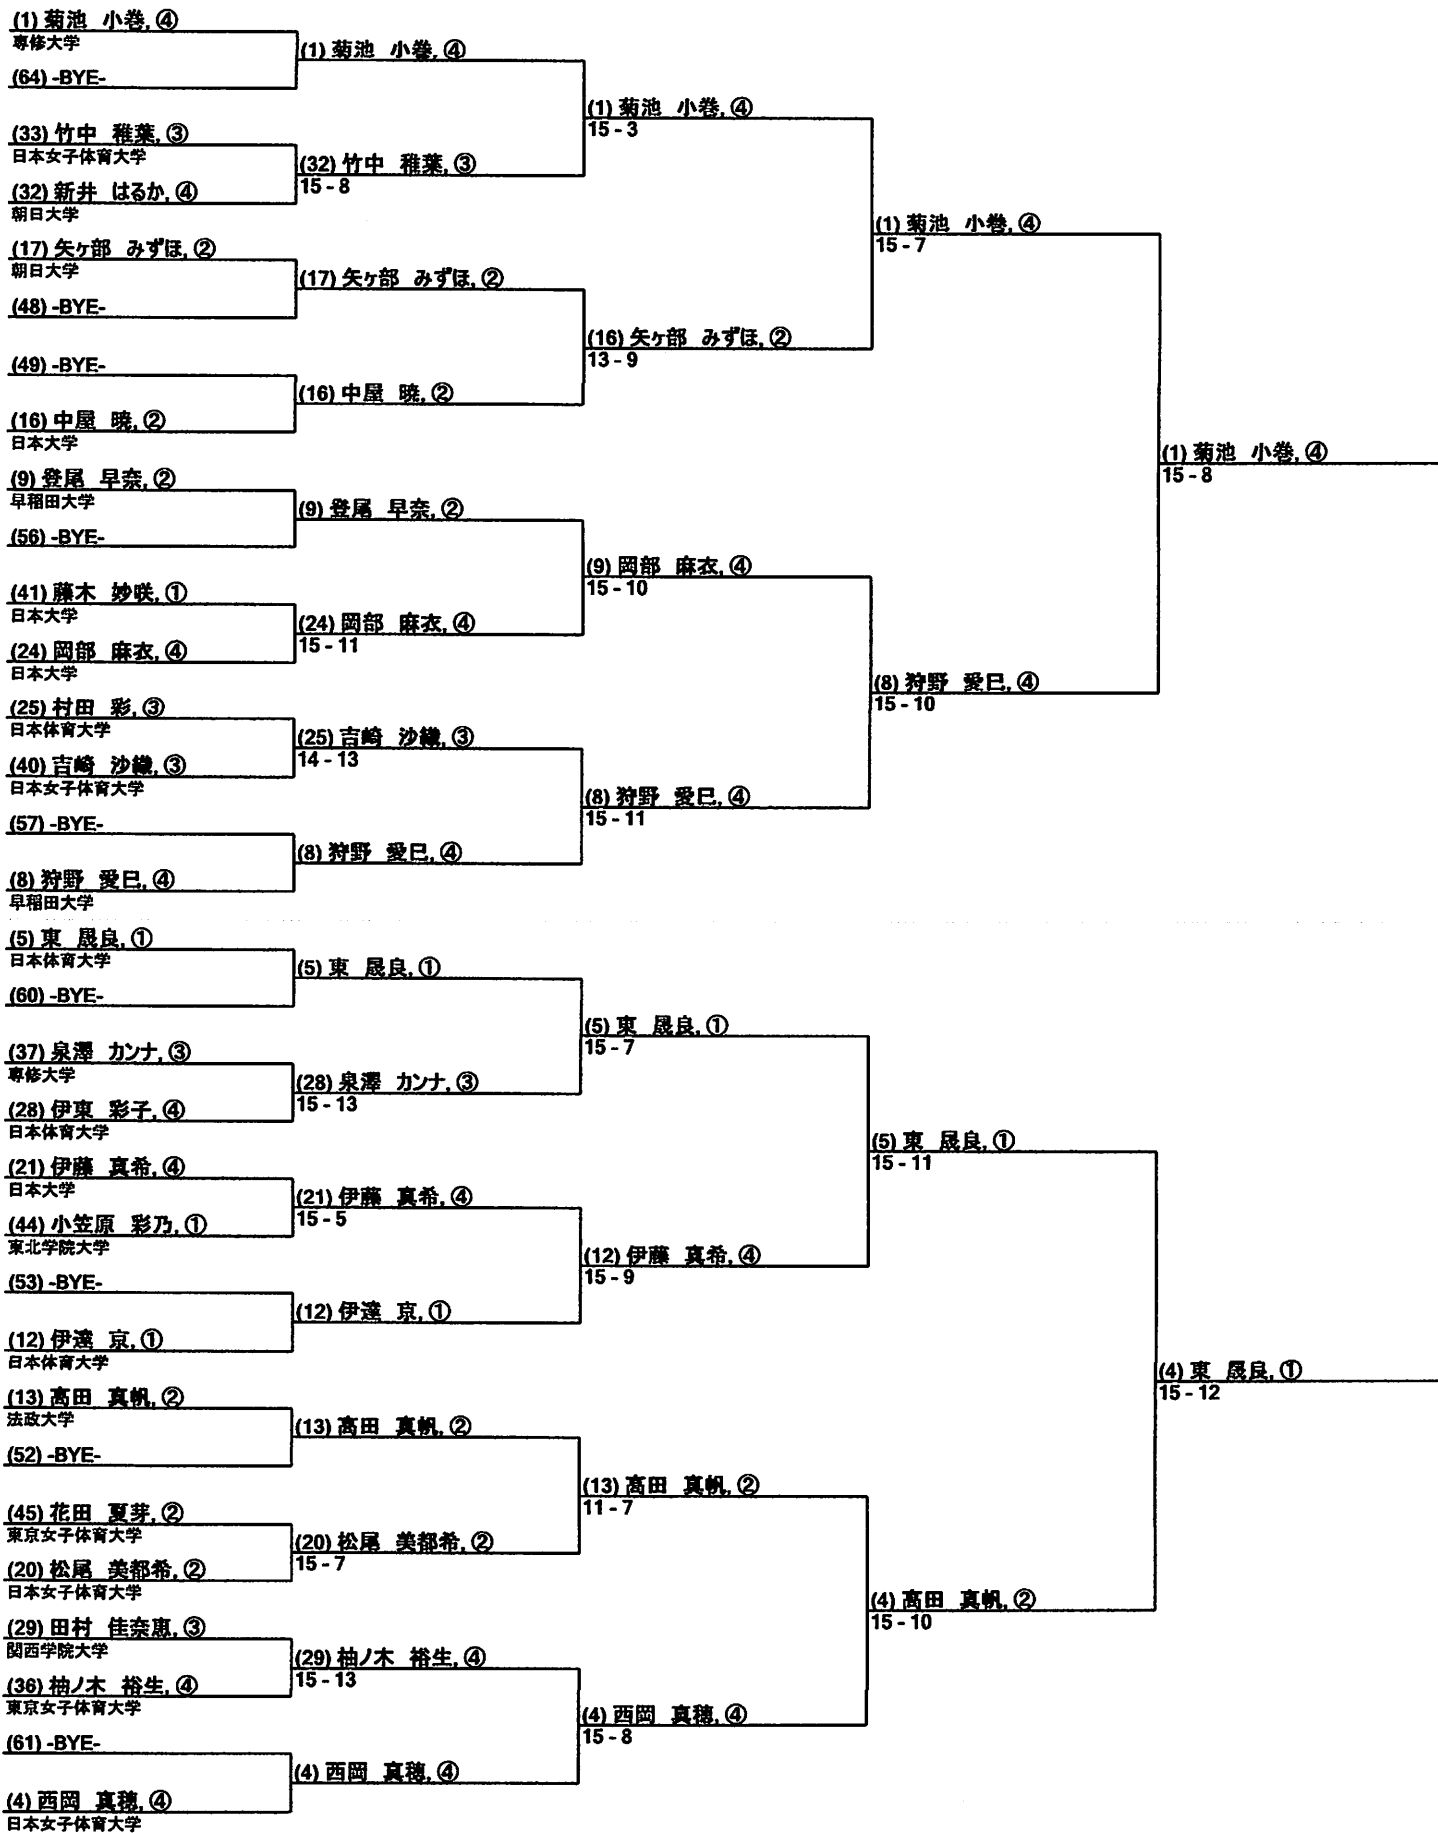 (1) 菊池 小巻, ④
専修大学
(1) 菊池 小巻, ④
(64) -BYE-
(1) 菊池 小巻, ④
15 - 3
(33) 竹中 稚葉, ③
日本女子体育大学
(32) 竹中 稚葉, ③
15 - 8
(32) 新井 はるか, ④
朝日大学
(1) 菊池 小巻, ④
15 - 7
(17) 矢ヶ部 みずほ, ②
朝日大学
(17) 矢ヶ部 みずほ, ②
(48) -BYE-
(16) 矢ヶ部 みずほ, ②
13 - 9
(49) -BYE-
(16) 中屋 暁, ②
(16) 中屋 暁, ②
日本大学
(1) 菊池 小巻, ④
15 - 8
(9) 登尾 早奈, ②
早稲田大学
(9) 登尾 早奈, ②
(56) -BYE-
(9) 岡部 麻衣, ④
15 - 10
(41) 藤木 妙咲, ①
日本大学
(24) 岡部 麻衣, ④
15 - 11
(24) 岡部 麻衣, ④
日本大学
(8) 狩野 愛巳, ④
15 - 10
(25) 村田 彩, ③
日本体育大学
(25) 吉崎 沙織, ③
14 - 13
(40) 吉崎 沙織, ③
日本女子体育大学
(8) 狩野 愛巳, ④
15 - 11
(57) -BYE-
(8) 狩野 愛巳, ④
(8) 狩野 愛巳, ④
早稲田大学
(5) 東 晟良, ①
日本体育大学
(5) 東 晟良, ①
(60) -BYE-
(5) 東 晟良, ①
15 - 7
(37) 泉澤 カンナ, ③
専修大学
(28) 泉澤 カンナ, ③
15 - 13
(28) 伊東 彩子, ④
日本体育大学
(5) 東 晟良, ①
15 - 11
(21) 伊藤 真希, ④
日本大学
(21) 伊藤 真希, ④
15 - 5
(44) 小笠原 彩乃, ①
東北学院大学
(12) 伊藤 真希, ④
15 - 9
(53) -BYE-
(12) 伊達 京, ①
(12) 伊達 京, ①
日本体育大学
(4) 東 晟良, ①
15 - 12
(13) 髙田 真帆, ②
法政大学
(13) 髙田 真帆, ②
(52) -BYE-
(13) 髙田 真帆, ②
11 - 7
(45) 花田 夏芽, ②
東京女子体育大学
(20) 松尾 美都希, ②
15 - 7
(20) 松尾 美都希, ②
日本女子体育大学
(4) 髙田 真帆, ②
15 - 10
(29) 田村 佳奈恵, ③
関西学院大学
(29) 柚ノ木 裕生, ④
15 - 13
(36) 柚ノ木 裕生, ④
東京女子体育大学
(4) 西岡 真穂, ④
15 - 8
(61) -BYE-
(4) 西岡 真穂, ④
(4) 西岡 真穂, ④
日本女子体育大学